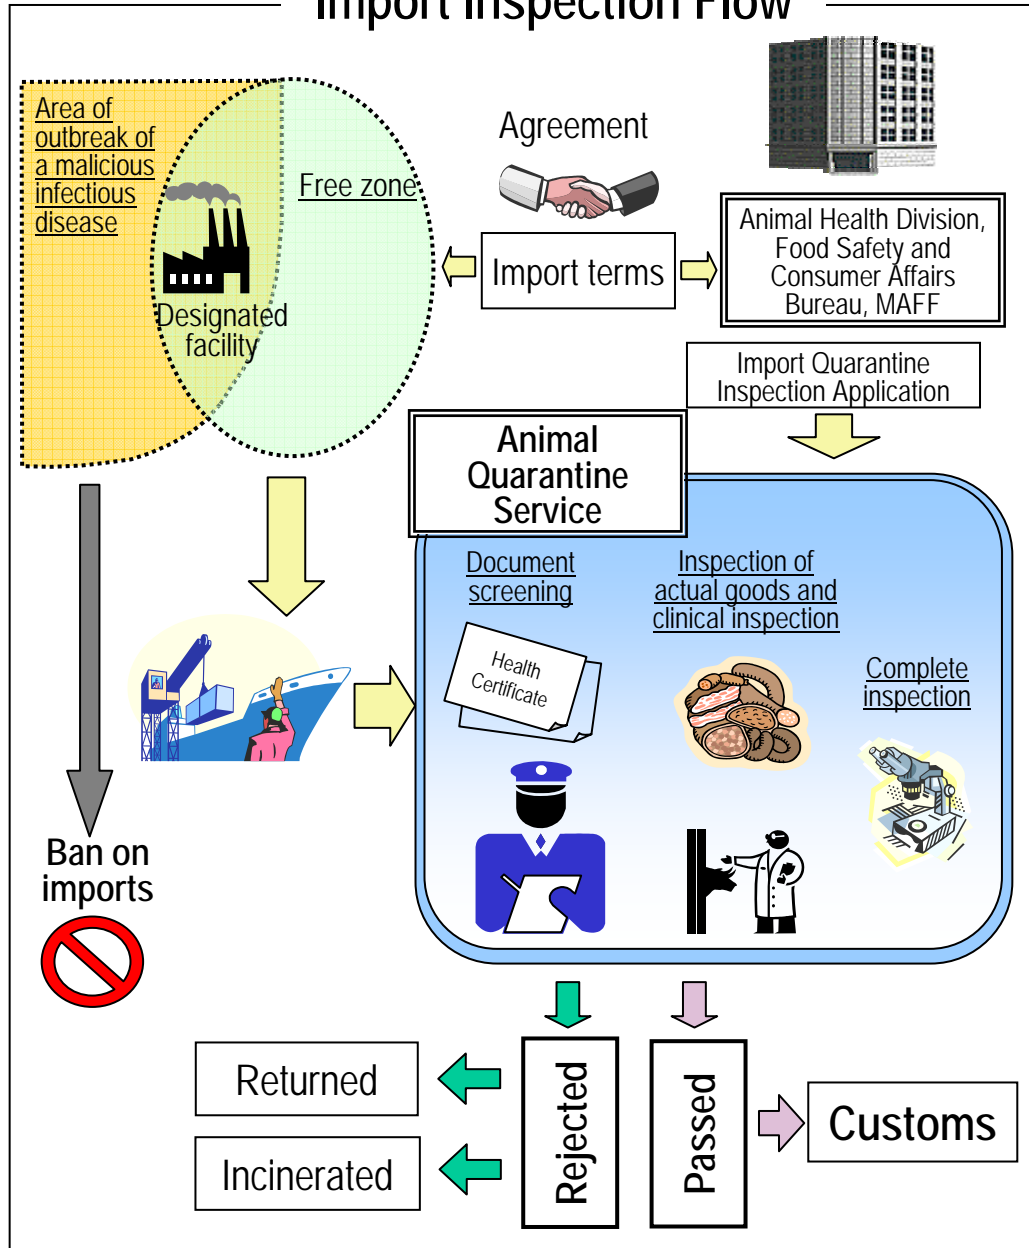 Import Inspection Flow
Area of
outbreak of
a malicious
infectious
disease
Free zone
Designated
facility
Agreement
Import terms
Animal Health Division,
Food Safety and
Consumer Affairs
Bureau, MAFF
Import Quarantine
Inspection Application
Animal
Quarantine
Service
Document
screening
Health
Certificate
Inspection of
actual goods and
clinical inspection
Complete
inspection
Ban on
imports
Rejected
Passed
Returned
Incinerated
Customs